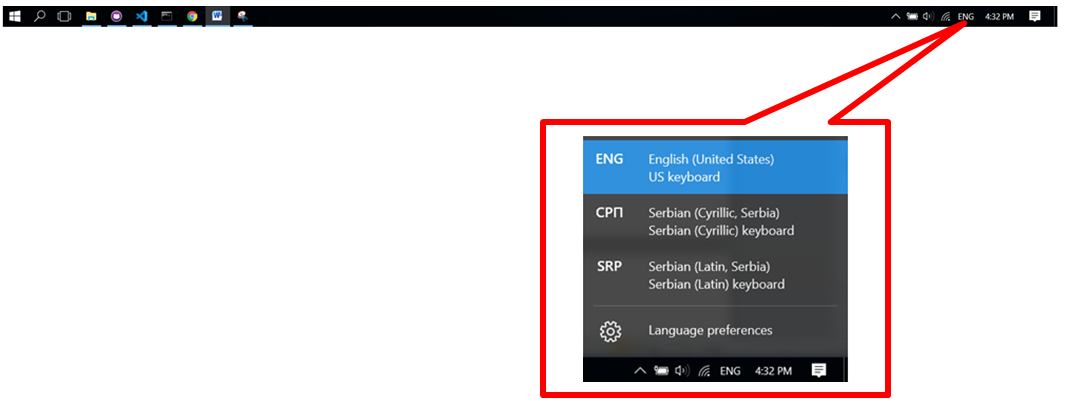 ENG 4:32 PM
ENG English (United States)
US keyboard
СРП Serbian (Cyrillic, Serbia)
Serbian (Cyrillic) keyboard
SRP Serbian (Latin, Serbia)
Serbian (Latin) keyboard
Language preferences
ENG 4:32 PM